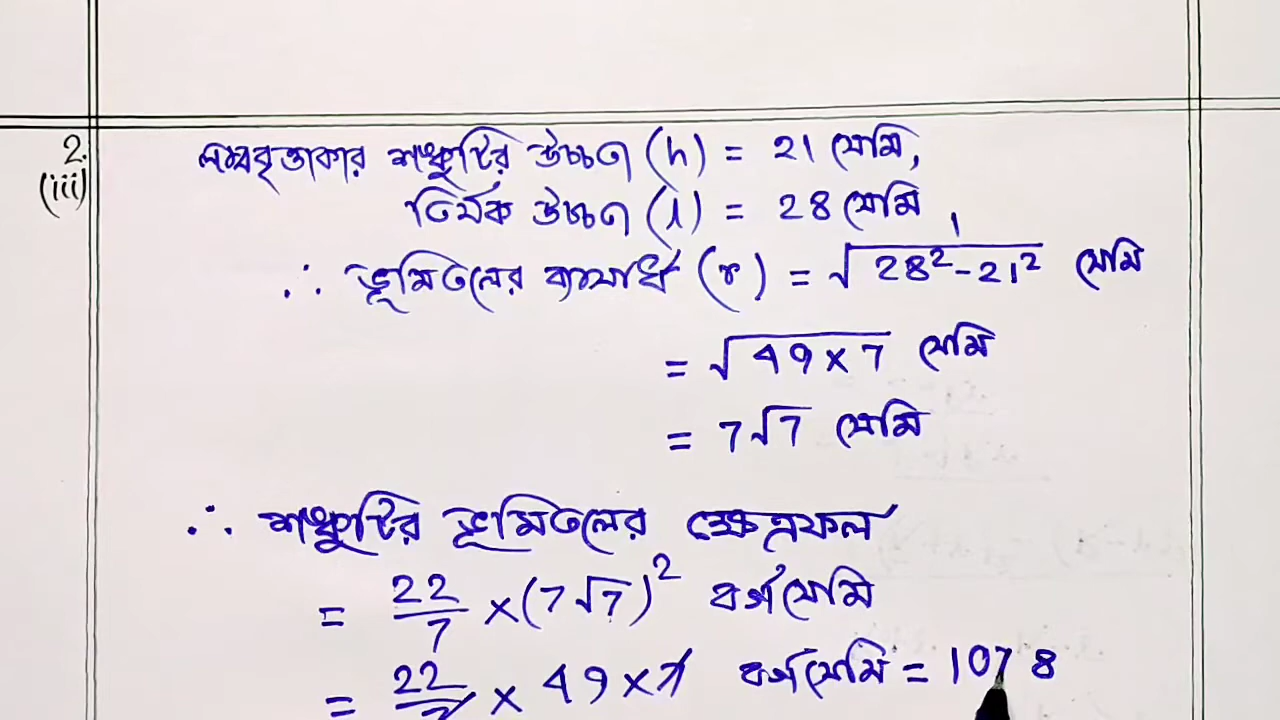 2.
(iii)
লম্ববৃত্তাকার শঙ্কুটির উচ্চতা (h) = 21 সেমি,
তির্যক উচ্চতা (l) = 28 সেমি,
∴ ভূমিতলের ব্যাসার্ধ (r) = √28²-21² সেমি
= √49×7 সেমি
= 7√7 সেমি
∴ শঙ্কুটির ভূমিতলের ক্ষেত্রফল
= 22/7 × (7√7)² বর্গসেমি
= 22/7 × 49×7 বর্গসেমি = 1078